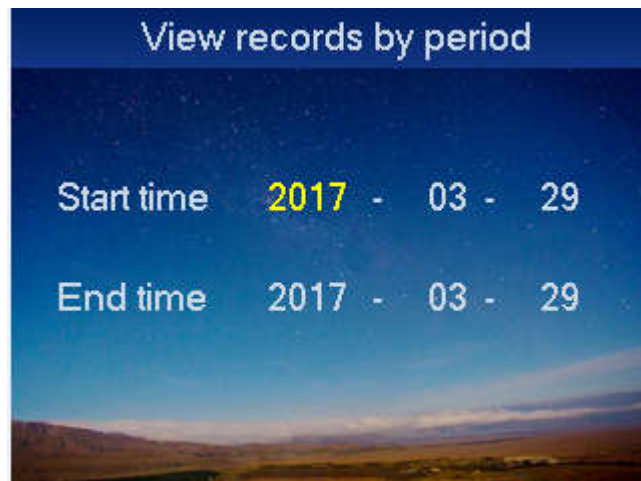 View records by period
Start time 2017 - 03 - 29
End time 2017 - 03 - 29